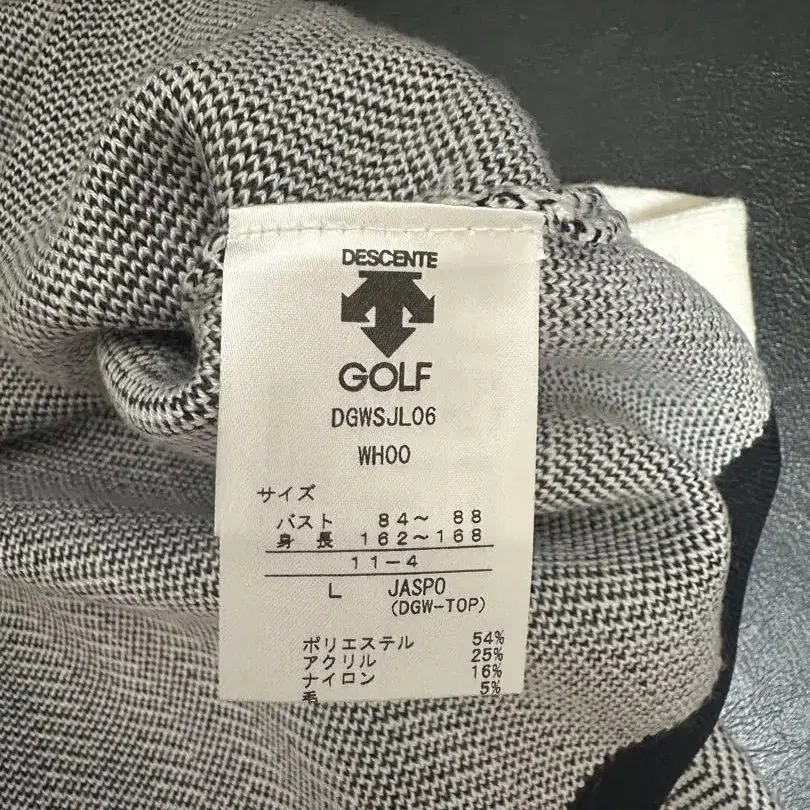 DESCENTE
GOLF
DGWSJL06
WH00
サイズ
バスト 84～ 88
身 長 162～168
11－4
L JASPO
(DGW-TOP)
ポリエステル 54%
アクリル 25%
ナイロン 16%
毛 5%